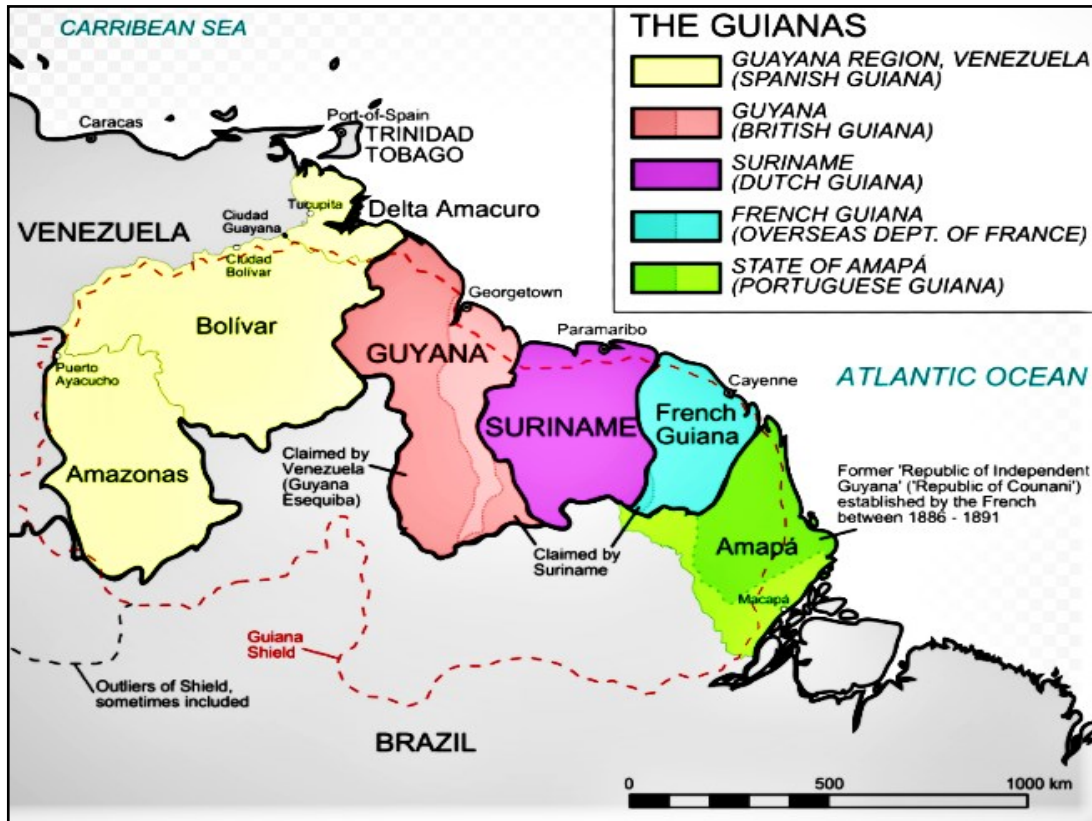 CARRIBEAN SEA
THE GUIANAS
GUAYANA REGION, VENEZUELA
(SPANISH GUIANA)
GUYANA
(BRITISH GUIANA)
SURINAME
(DUTCH GUIANA)
FRENCH GUIANA
(OVERSEAS DEPT. OF FRANCE)
STATE OF AMAPÁ
(PORTUGUESE GUIANA)
Caracas
Port-of-Spain
TRINIDAD
TOBAGO
Tucupita
Delta Amacuro
VENEZUELA
Ciudad
Guayana
Ciudad
Bolívar
Georgetown
Bolívar
GUYANA
Paramaribo
Puerto
Ayacucho
Cayenne
ATLANTIC OCEAN
SURINAME
French
Guiana
Amazonas
Claimed by
Venezuela
(Guyana
Esequiba)
Former 'Republic of Independent
Guyana' ('Republic of Counani')
established by the French
between 1886 - 1891
Claimed by
Suriname
Amapá
Macapá
Guiana
Shield
Outliers of Shield,
sometimes included
BRAZIL
0 500 1000 km